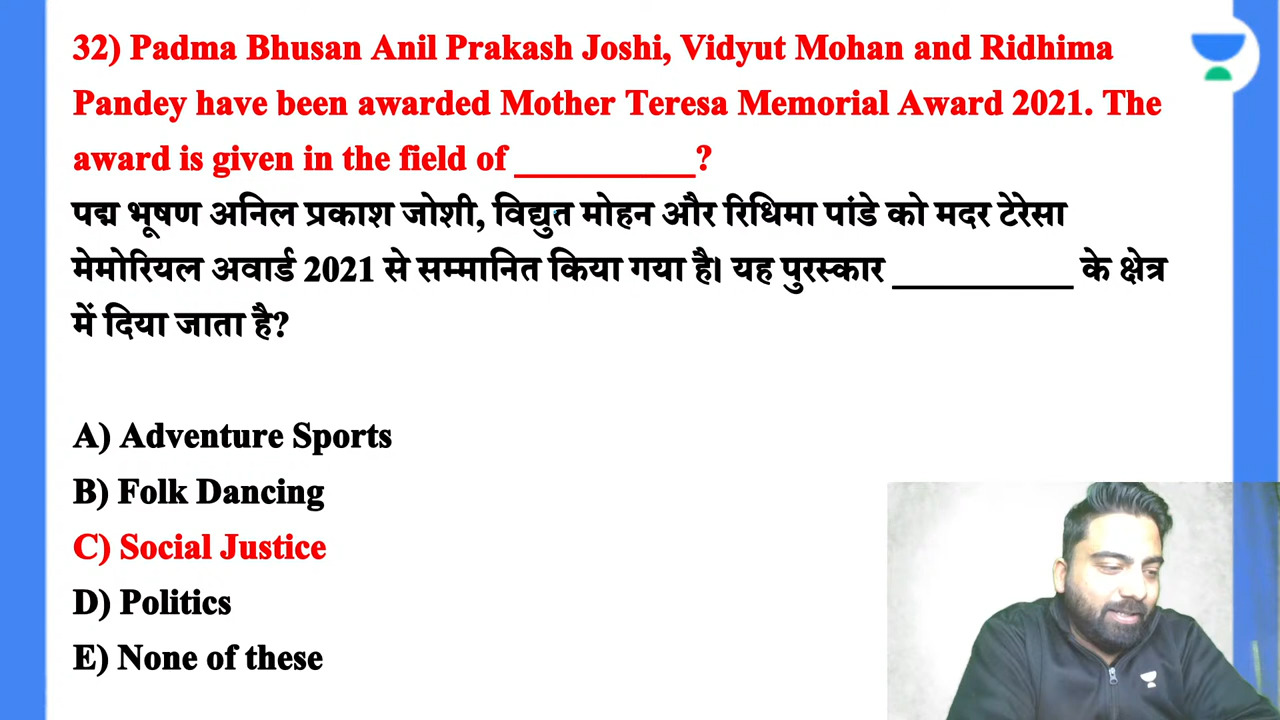 32) Padma Bhusan Anil Prakash Joshi, Vidyut Mohan and Ridhima
Pandey have been awarded Mother Teresa Memorial Award 2021. The
award is given in the field of __________?
पद्म भूषण अनिल प्रकाश जोशी, विद्युत मोहन और रिधिमा पांडे को मदर टेरेसा
मेमोरियल अवार्ड 2021 से सम्मानित किया गया है। यह पुरस्कार __________ के क्षेत्र
में दिया जाता है?
A) Adventure Sports
B) Folk Dancing
C) Social Justice
D) Politics
E) None of these